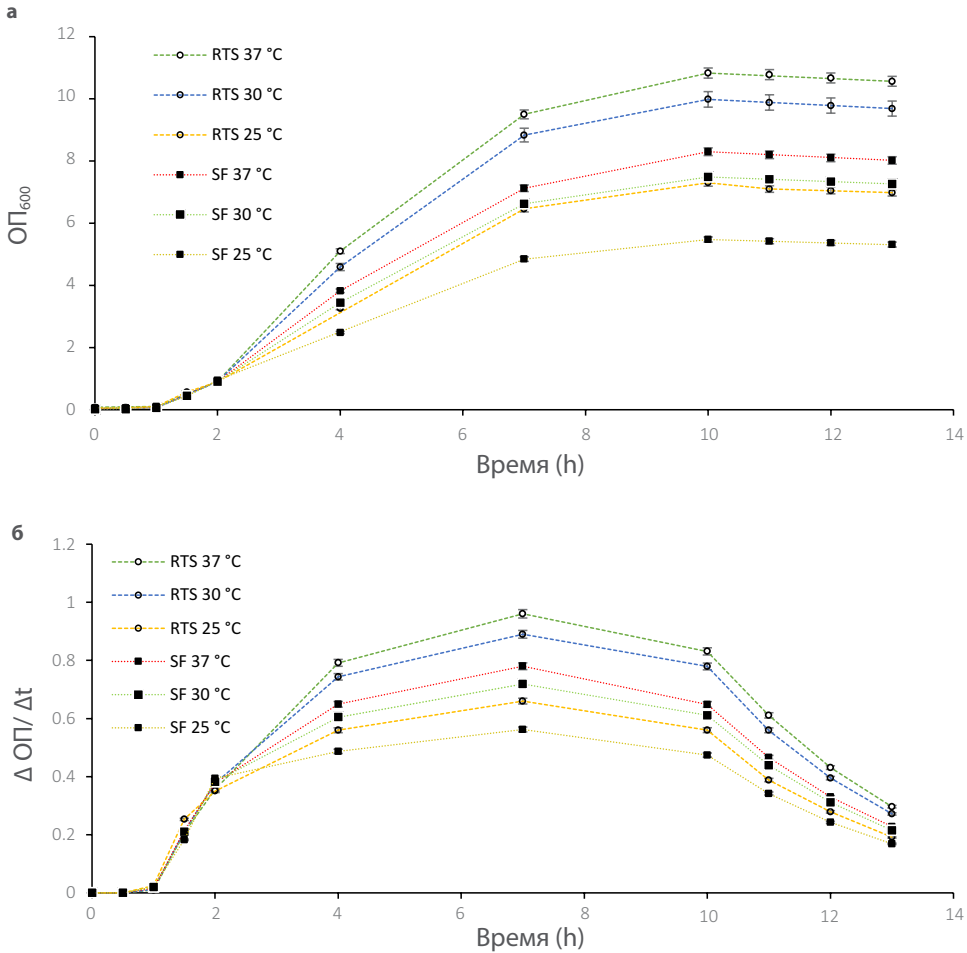 а
12
10
8
6
4
2
0
ОП600
RTS 37 °C
RTS 30 °C
RTS 25 °C
SF 37 °C
SF 30 °C
SF 25 °C
0 2 4 6 8 10 12 14
Время (h)
б
1.2
1
0.8
0.6
0.4
0.2
0
Δ ОП/ Δt
RTS 37 °C
RTS 30 °C
RTS 25 °C
SF 37 °C
SF 30 °C
SF 25 °C
0 2 4 6 8 10 12 14
Время (h)